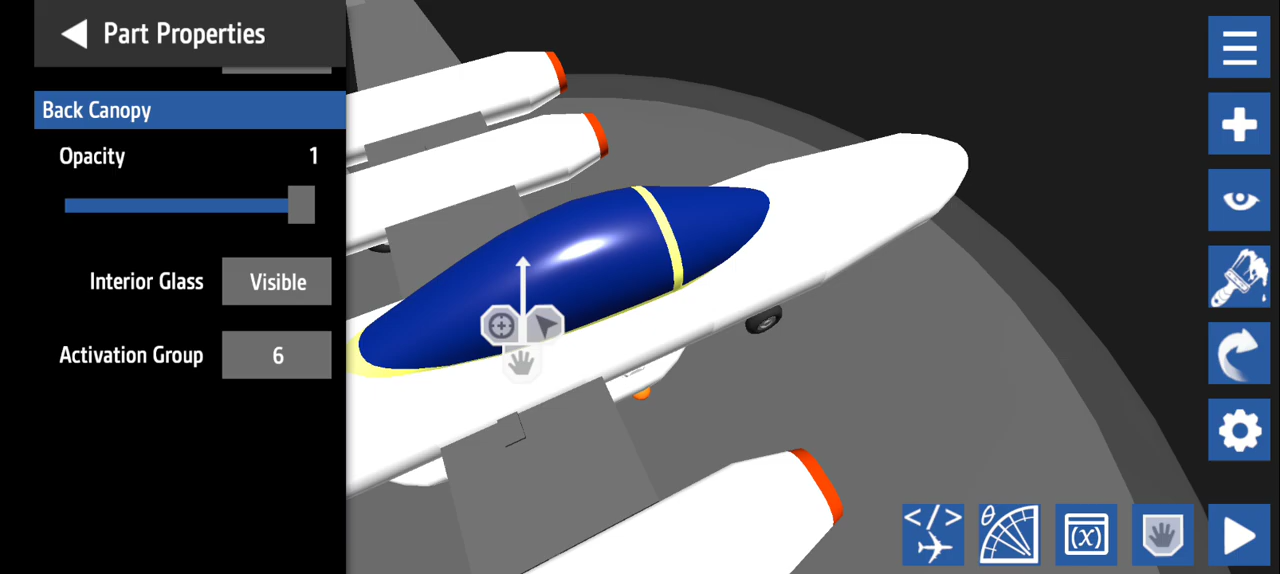 Part Properties
Back Canopy
Opacity 1
Interior Glass Visible
Activation Group 6
</> θ (x)